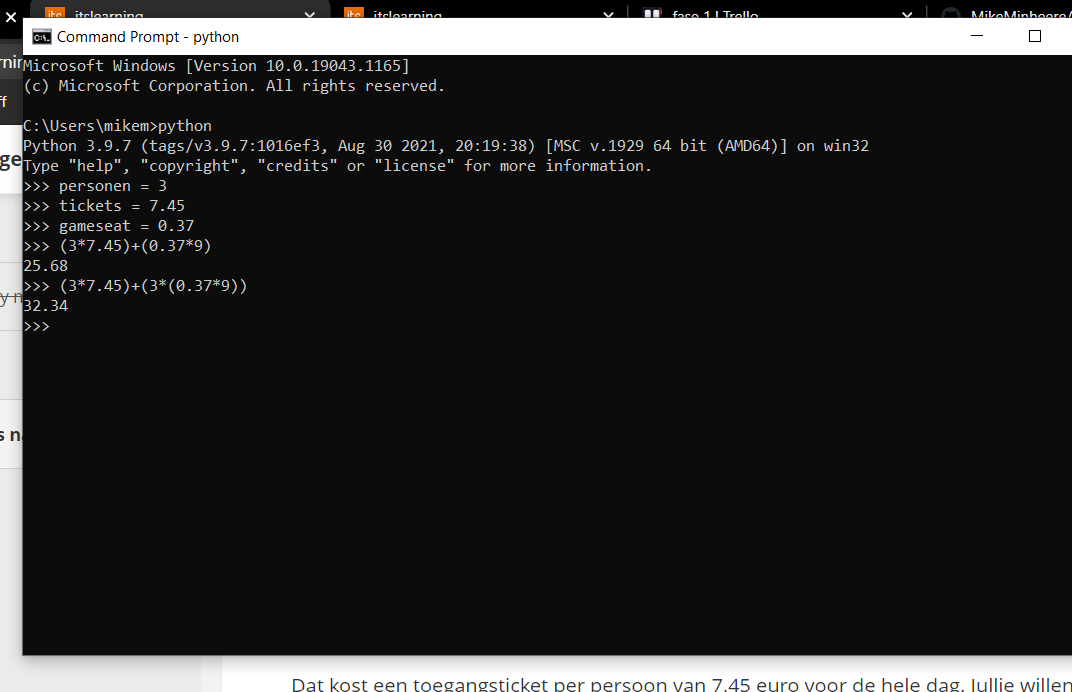 itslearning
itslearning
fase 1 | Trello
MikeMinheere/
Command Prompt - python
Microsoft Windows [Version 10.0.19043.1165]
(c) Microsoft Corporation. All rights reserved.
C:\Users\mikem>python
Python 3.9.7 (tags/v3.9.7:1016ef3, Aug 30 2021, 20:19:38) [MSC v.1929 64 bit (AMD64)] on win32
Type "help", "copyright", "credits" or "license" for more information.
>>> personen = 3
>>> tickets = 7.45
>>> gameseat = 0.37
>>> (3*7.45)+(0.37*9)
25.68
>>> (3*7.45)+(3*(0.37*9))
32.34
>>>
Dat kost een toegangsticket per persoon van 7.45 euro voor de hele dag. Jullie willen